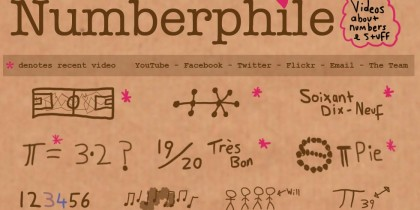 Numberphile
Videos
about
numbers
& stuff
* denotes recent video YouTube - Facebook - Twitter - Flickr - Email - The Team
Soixant
Dix-Neuf
π = 3.2?
19/20 Très
Bon
π Pie
123456
Will
π 39